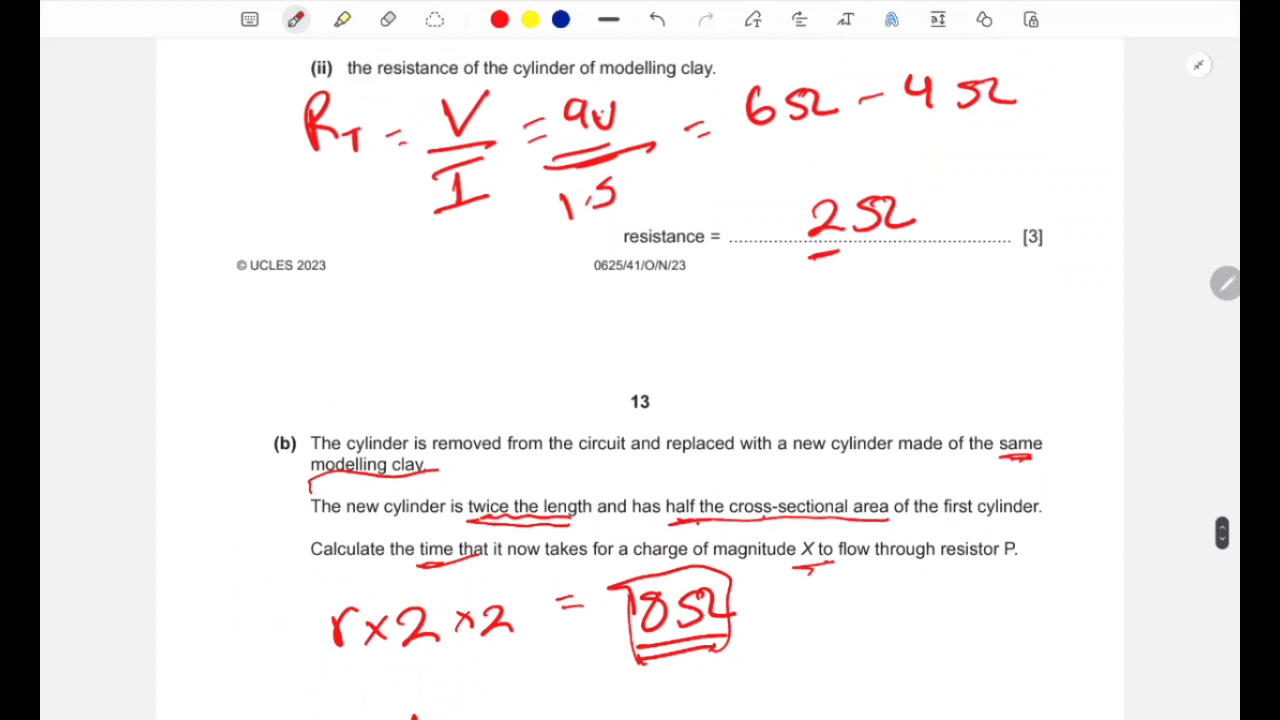 (ii) the resistance of the cylinder of modelling clay.
R_T = V/I = 9V/1.5 = 6Ω - 4Ω
2Ω
resistance = ........................................ [3]
© UCLES 2023 0625/41/O/N/23
13
(b) The cylinder is removed from the circuit and replaced with a new cylinder made of the same
modelling clay.
The new cylinder is twice the length and has half the cross-sectional area of the first cylinder.
Calculate the time that it now takes for a charge of magnitude X to flow through resistor P.
r × 2 × 2 = 8Ω